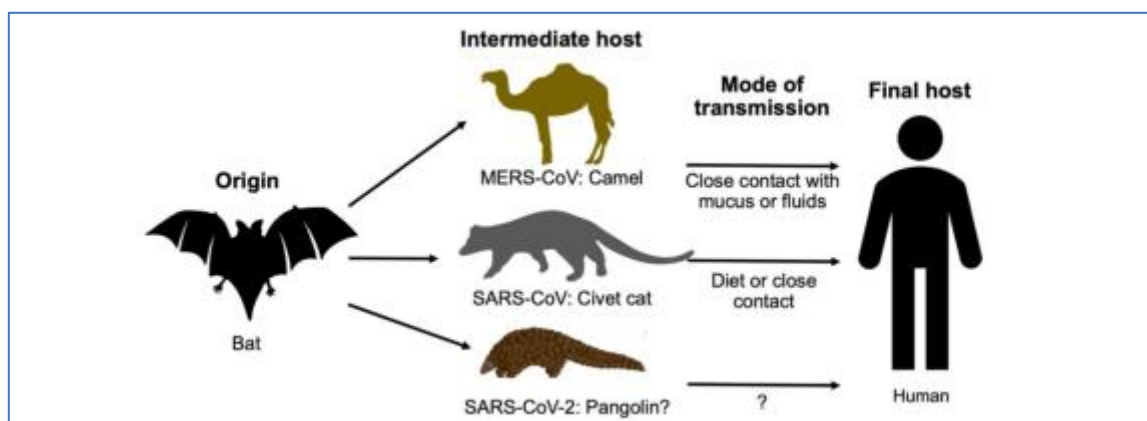 Intermediate host
Mode of
transmission
Final host
Origin
MERS-CoV: Camel
Close contact with
mucus or fluids
SARS-CoV: Civet cat
Diet or close
contact
Bat
SARS-CoV-2: Pangolin?
?
Human